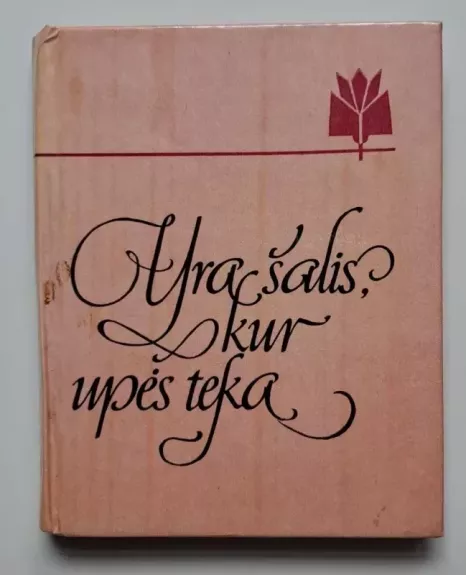 Yra šalis,
kur
upės teka